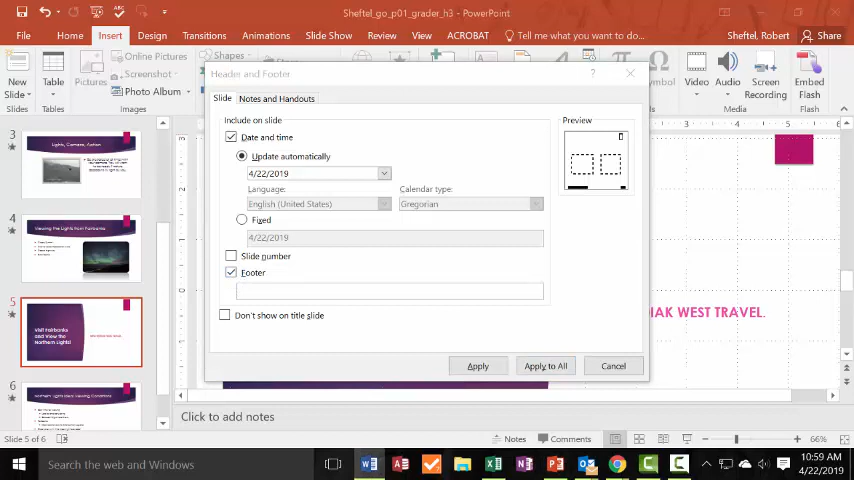 Sheftel_go_p01_grader_h3 - PowerPoint
File Home Insert Design Transitions Animations Slide Show Review View ACROBAT Tell me what you want to do... Sheftel, Robert Share
New Slide Table Pictures Online Pictures Screenshot Photo Album Shapes Symbol Video Audio Screen Recording Embed Flash
Slides Tables Images Media Flash
Header and Footer ? ×
Slide Notes and Handouts
Include on slide
Preview
Date and time
Update automatically
4/22/2019
Language: Calendar type:
English (United States) Gregorian
Fixed
4/22/2019
Slide number
Footer
Don't show on title slide
Apply Apply to All Cancel
3 Lights, Camera, Action
4 Viewing the Lights from Fairbanks
5 Visit Fairbanks
and View the
Northern Lights!
6 Northern Lights Ideal Viewing Conditions
IAK WEST TRAVEL.
Click to add notes
Slide 5 of 6 Notes Comments 66%
Search the web and Windows
10:59 AM
4/22/2019